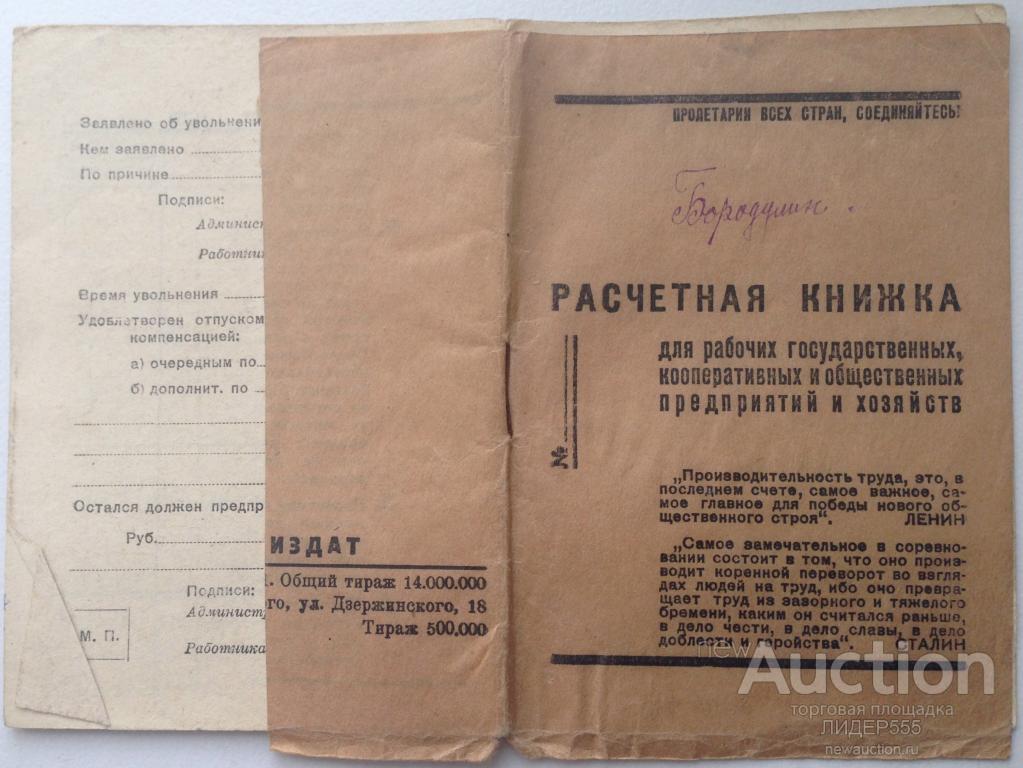 Заявлено об увольнени
Кем заявлено
По причине
Подписи:
Админист
Работник
Время увольнения
Удовлетворен отпуском
компенсацией:
а) очередным по
б) дополнит. по
Остался должен предпр
Руб.
Подписи:
Админист
М. П.
Работника
ИЗДАТ
Общий тираж 14.000.000
го, ул. Дзержинского, 18
Тираж 500.000
ПРОЛЕТАРИИ ВСЕХ СТРАН, СОЕДИНЯЙТЕСЬ!
Бородулин.
РАСЧЕТНАЯ КНИЖКА
для рабочих государственных,
кооперативных и общественных
предприятий и хозяйств
№
„Производительность труда, это, в
последнем счете, самое важное, са-
мое главное для победы нового об-
щественного строя". ЛЕНИН
„Самое замечательное в соревно-
вании состоит в том, что оно произ-
водит коренной переворот во взгля-
дах людей на труд, ибо оно превра-
щает труд из зазорного и тяжелого
бремени, каким он считался раньше,
в дело чести, в дело славы, в дело
доблести и геройства". СТАЛИН
new Auction
торговая площадка
ЛИДЕР555
newauction.ru